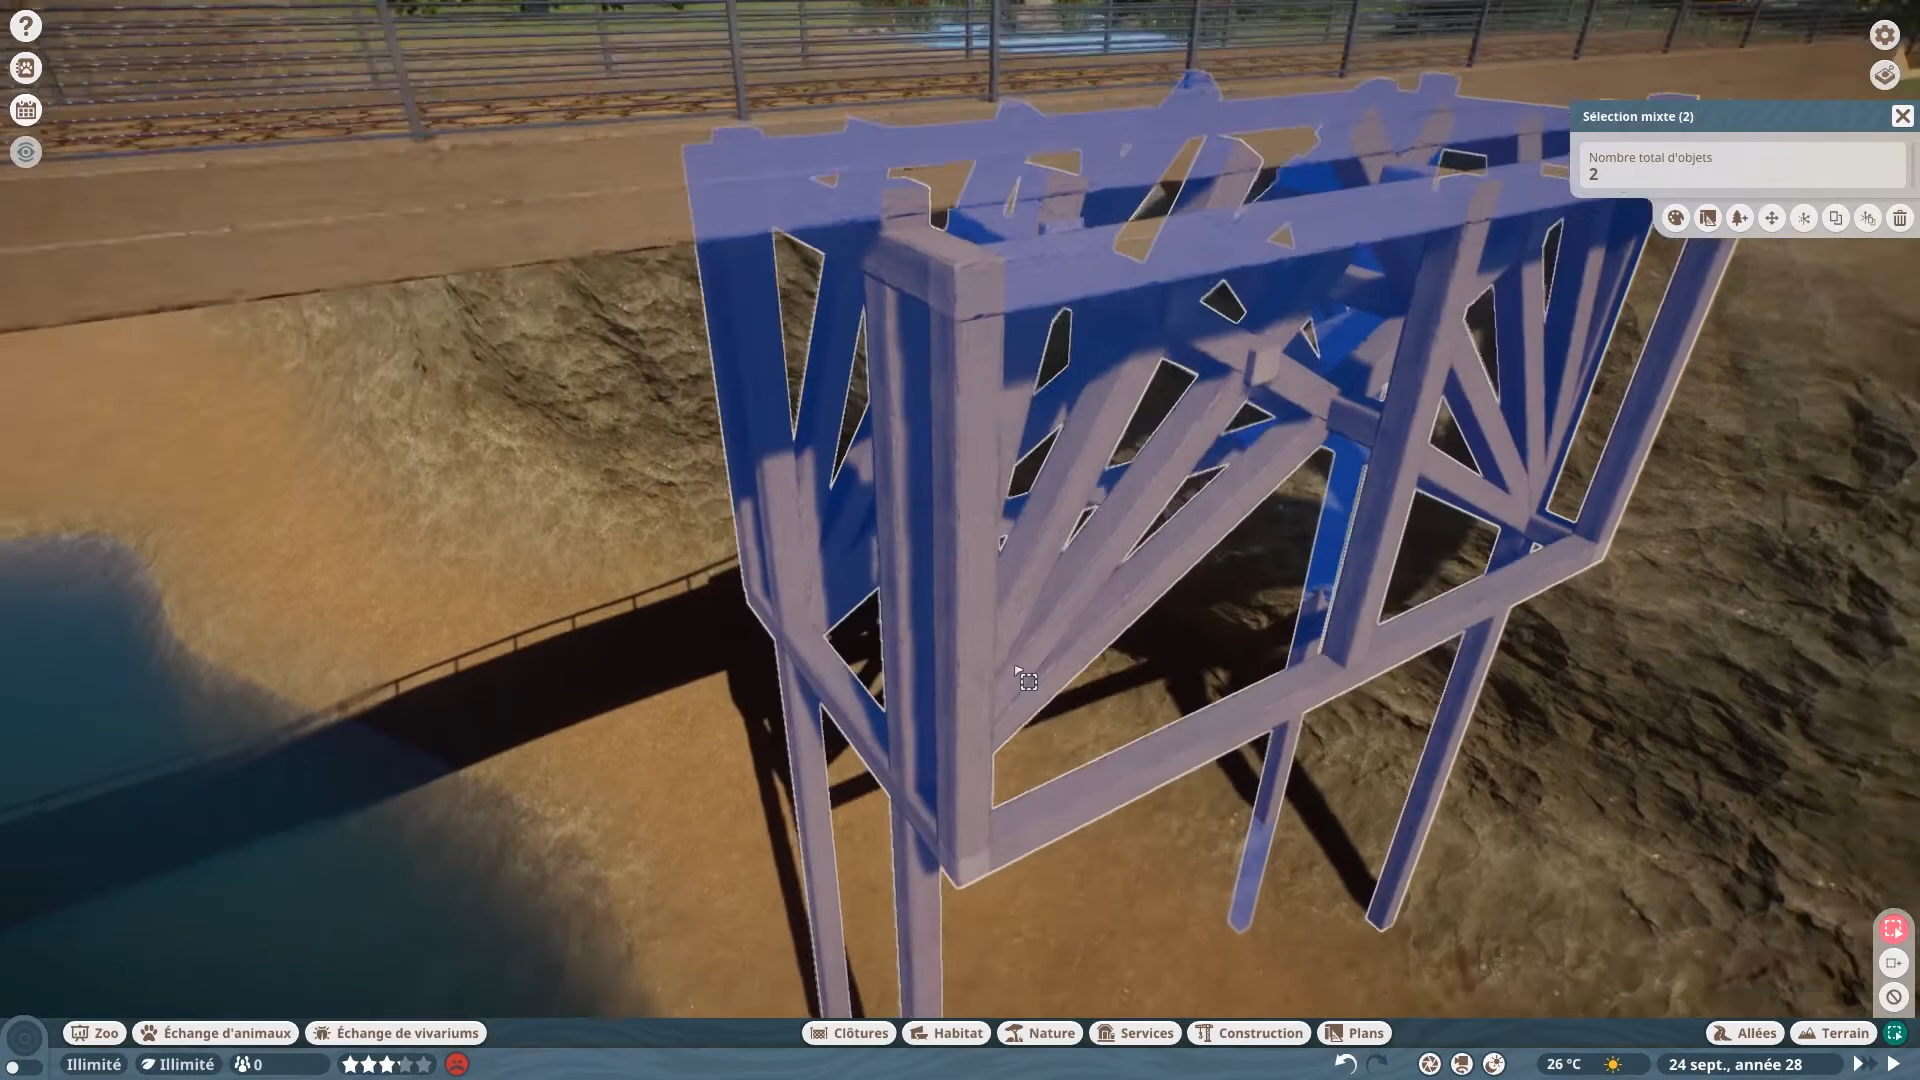 Sélection mixte (2)
Nombre total d'objets
2
Zoo
Échange d'animaux
Échange de vivariums
Clôtures
Habitat
Nature
Services
Construction
Plans
Allées
Terrain
Illimité
Illimité
0
26 °C
24 sept., année 28